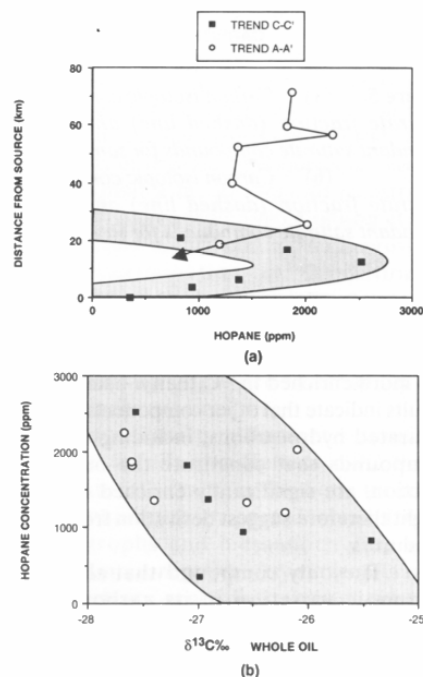 TREND C-C'
TREND A-A'
(a)
80
60
40
20
0
DISTANCE FROM SOURCE (km)
0
1000
2000
3000
HOPANE (ppm)
(a)
3000
2000
1000
0
HOPANE CONCENTRATION (ppm)
-28
-27
-26
-25
δ¹³C‰ WHOLE OIL
(b)